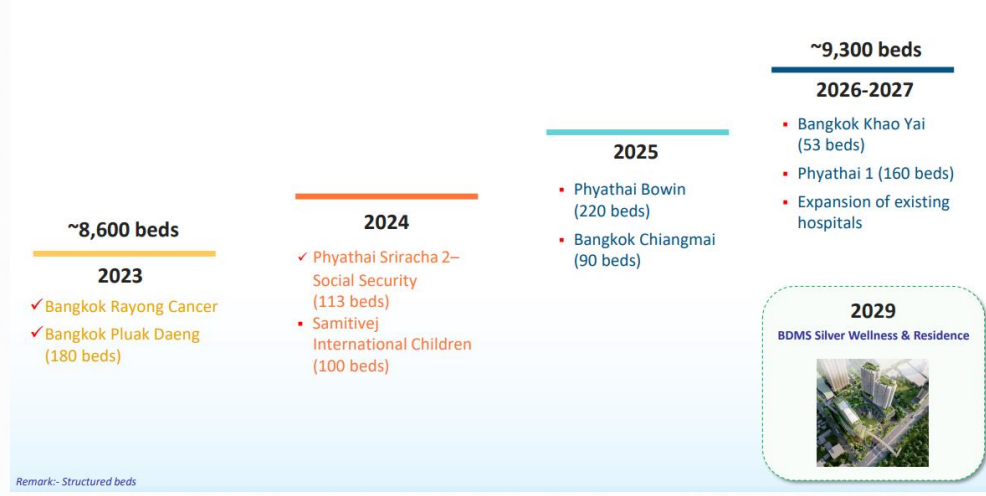 ~8,600 beds
2023
✓ Bangkok Rayong Cancer
✓ Bangkok Pluak Daeng
(180 beds)
2024
✓ Phyathai Sriracha 2–
Social Security
(113 beds)
▪ Samitivej
International Children
(100 beds)
2025
▪ Phyathai Bowin
(220 beds)
▪ Bangkok Chiangmai
(90 beds)
~9,300 beds
2026-2027
▪ Bangkok Khao Yai
(53 beds)
▪ Phyathai 1 (160 beds)
▪ Expansion of existing
hospitals
2029
BDMS Silver Wellness & Residence
Remark:- Structured beds